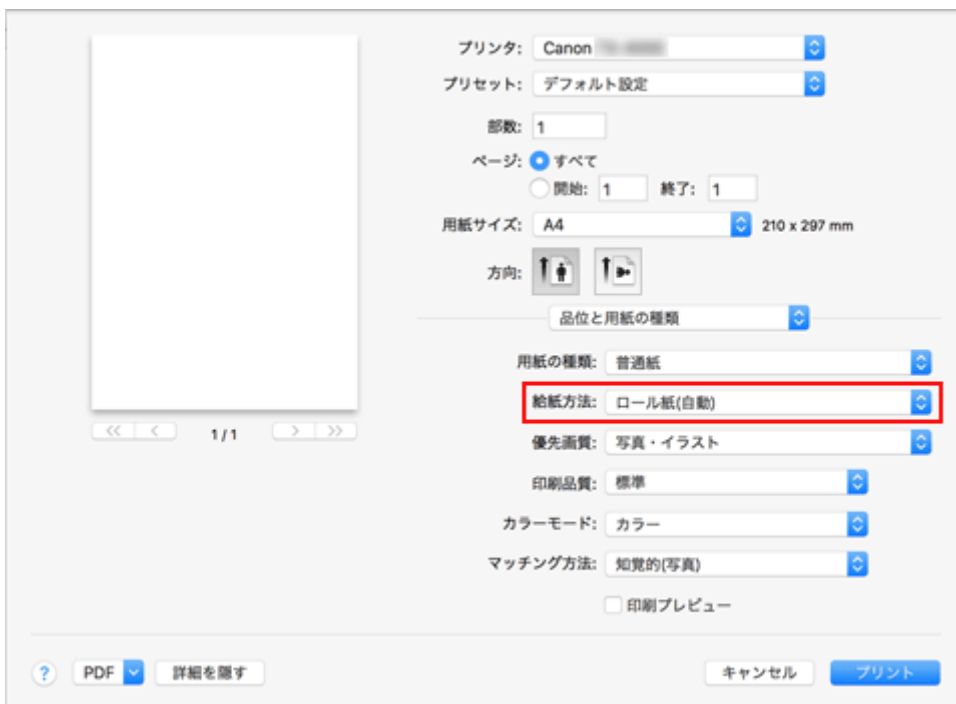 プリンタ: Canon
プリセット: デフォルト設定
部数: 1
ページ: すべて
開始: 1 終了: 1
用紙サイズ: A4 210 x 297 mm
方向:
品位と用紙の種類
用紙の種類: 普通紙
給紙方法: ロール紙(自動)
<< < 1 / 1 > >>
優先画質: 写真・イラスト
印刷品質: 標準
カラーモード: カラー
マッチング方法: 知覚的(写真)
印刷プレビュー
? PDF 詳細を隠す キャンセル プリント